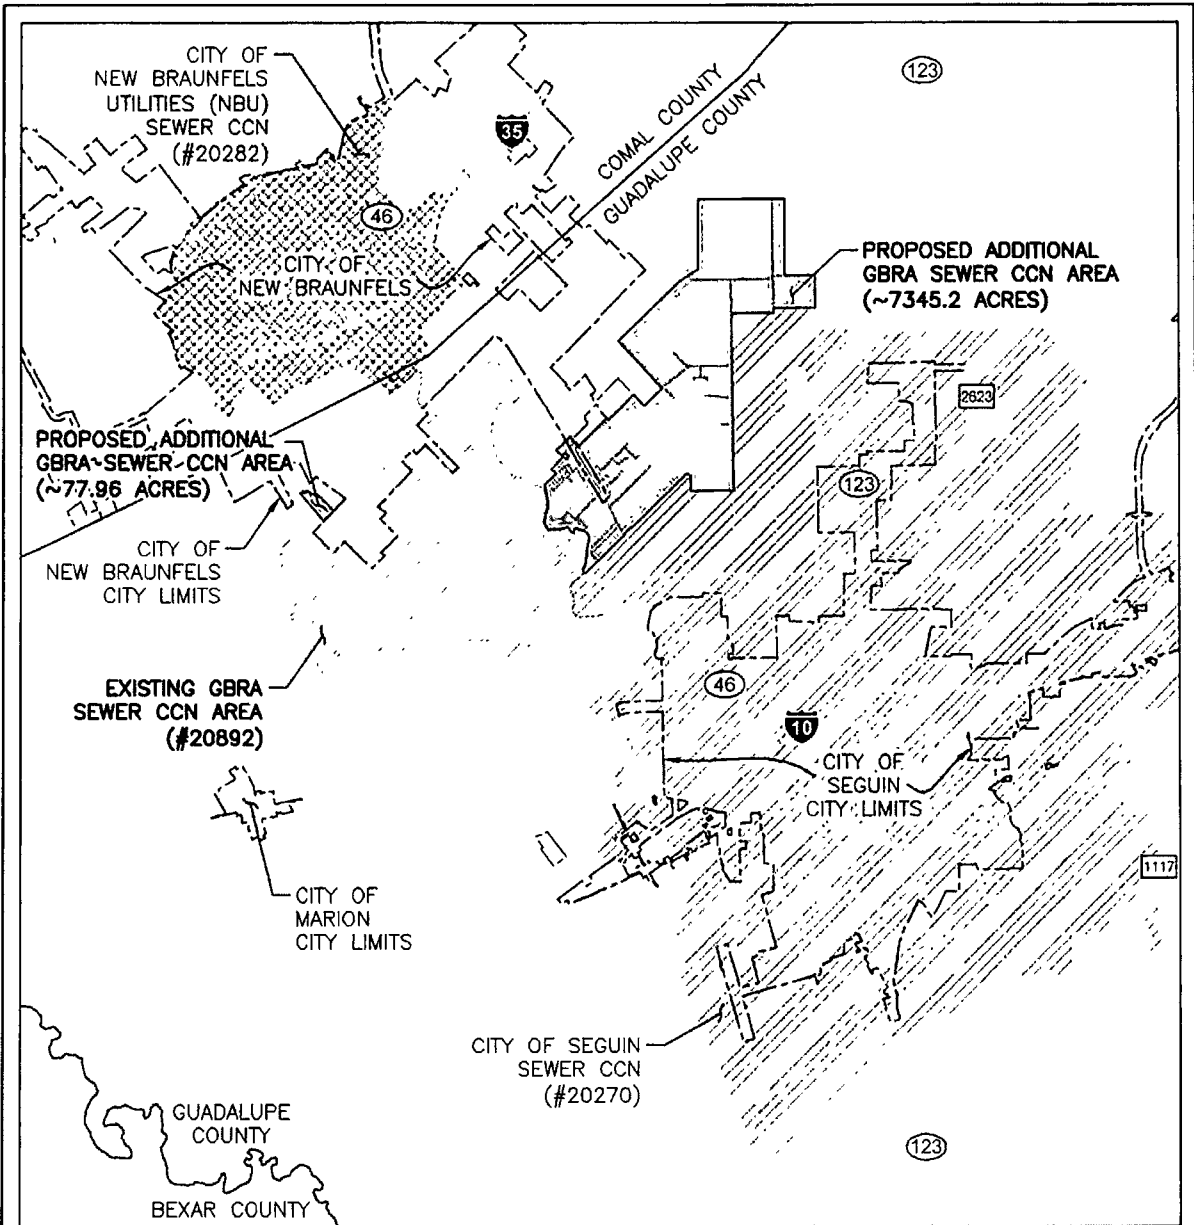 CITY OF
NEW BRAUNFELS
UTILITIES (NBU)
SEWER CCN
(#20282)
123
35
COMAL COUNTY
GUADALUPE COUNTY
46
CITY OF
NEW BRAUNFELS
PROPOSED ADDITIONAL
GBRA SEWER CCN AREA
(~7345.2 ACRES)
2623
PROPOSED ADDITIONAL
GBRA SEWER CCN AREA
(~77.96 ACRES)
123
CITY OF
NEW BRAUNFELS
CITY LIMITS
EXISTING GBRA
SEWER CCN AREA
(#20892)
46
10
CITY OF
SEGUIN
CITY LIMITS
1117
CITY OF
MARION
CITY LIMITS
CITY OF SEGUIN
SEWER CCN
(#20270)
GUADALUPE
COUNTY
BEXAR COUNTY
123